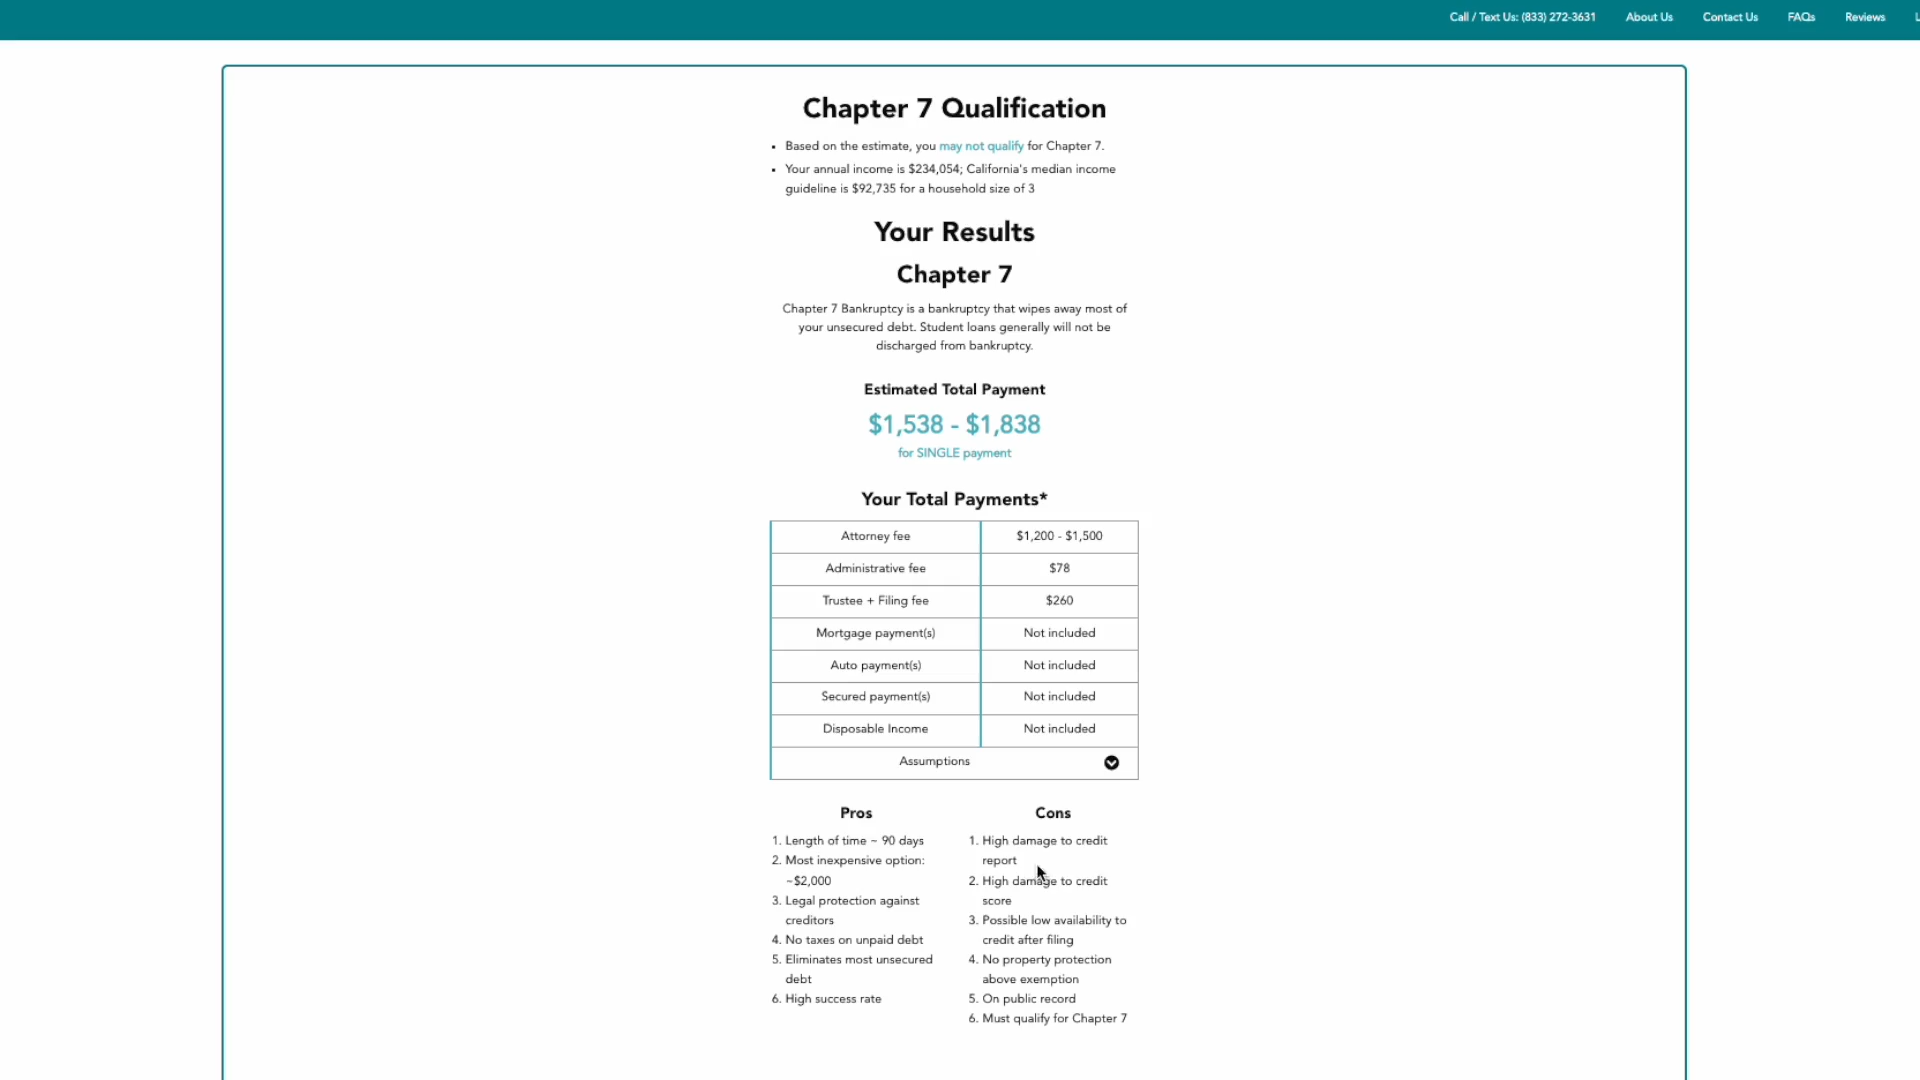 Call / Text Us: (833) 272-3631 About Us Contact Us FAQs Reviews
Chapter 7 Qualification
• Based on the estimate, you may not qualify for Chapter 7.
• Your annual income is $234,054; California's median income
guideline is $92,735 for a household size of 3
Your Results
Chapter 7
Chapter 7 Bankruptcy is a bankruptcy that wipes away most of
your unsecured debt. Student loans generally will not be
discharged from bankruptcy.
Estimated Total Payment
$1,538 - $1,838
for SINGLE payment
Your Total Payments*
Attorney fee $1,200 - $1,500
Administrative fee $78
Trustee + Filing fee $260
Mortgage payment(s) Not included
Auto payment(s) Not included
Secured payment(s) Not included
Disposable Income Not included
Assumptions
Pros
1. Length of time ~ 90 days
2. Most inexpensive option:
~$2,000
3. Legal protection against
creditors
4. No taxes on unpaid debt
5. Eliminates most unsecured
debt
6. High success rate
Cons
1. High damage to credit
report
2. High damage to credit
score
3. Possible low availability to
credit after filing
4. No property protection
above exemption
5. On public record
6. Must qualify for Chapter 7